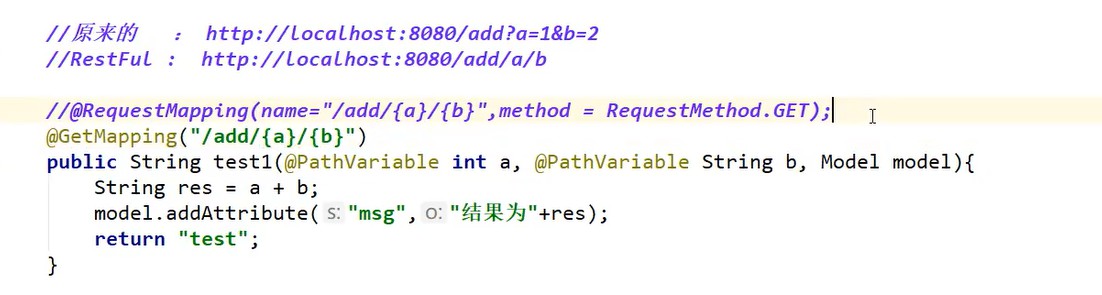 //原来的 : http://localhost:8080/add?a=1&b=2
//RestFul : http://localhost:8080/add/a/b
//@RequestMapping(name="/add/{a}/{b}",method = RequestMethod.GET);
@GetMapping("/add/{a}/{b}")
public String test1(@PathVariable int a, @PathVariable String b, Model model){
    String res = a + b;
    model.addAttribute( s: "msg", o: "结果为"+res);
    return "test";
}